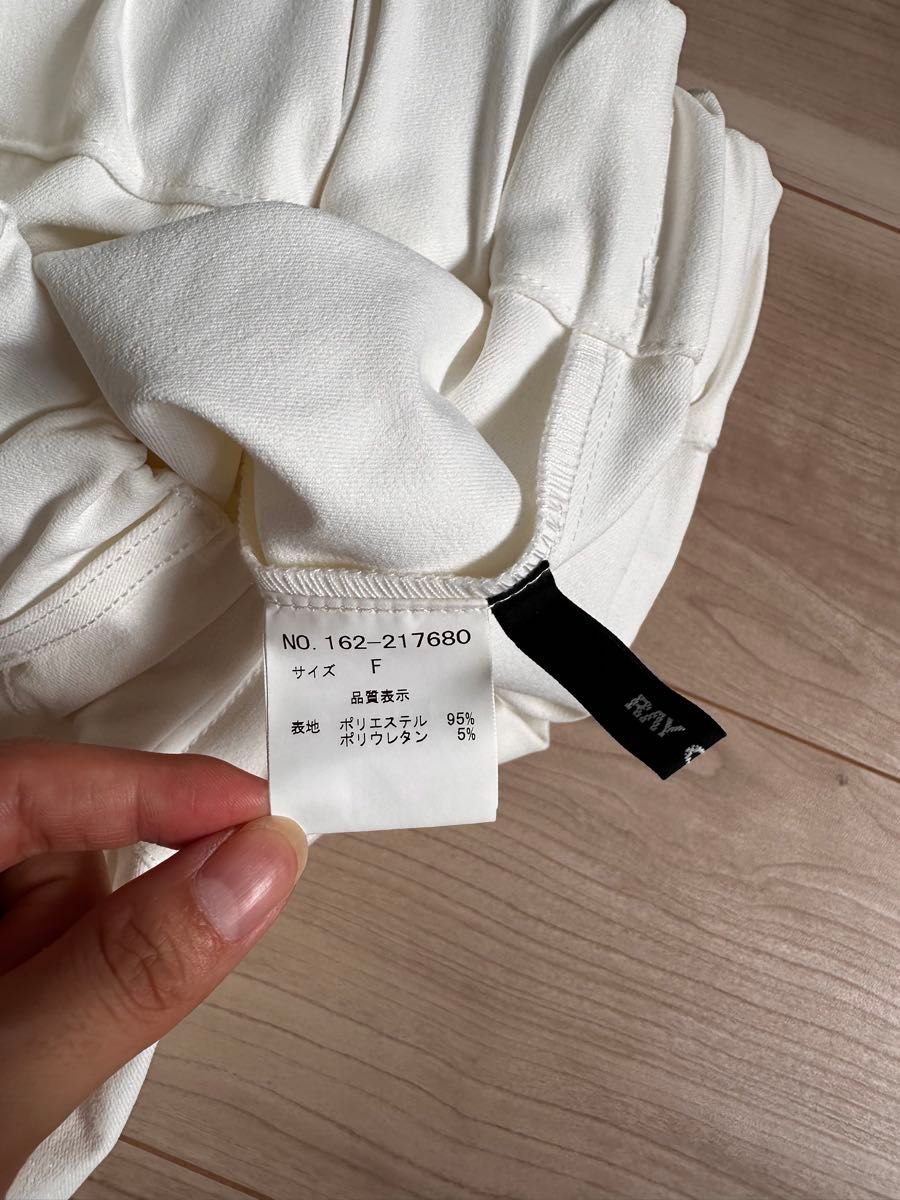 NO. 162-217680
サイズ F
品質表示
表地 ポリエステル 95%
ポリウレタン 5%
RAY